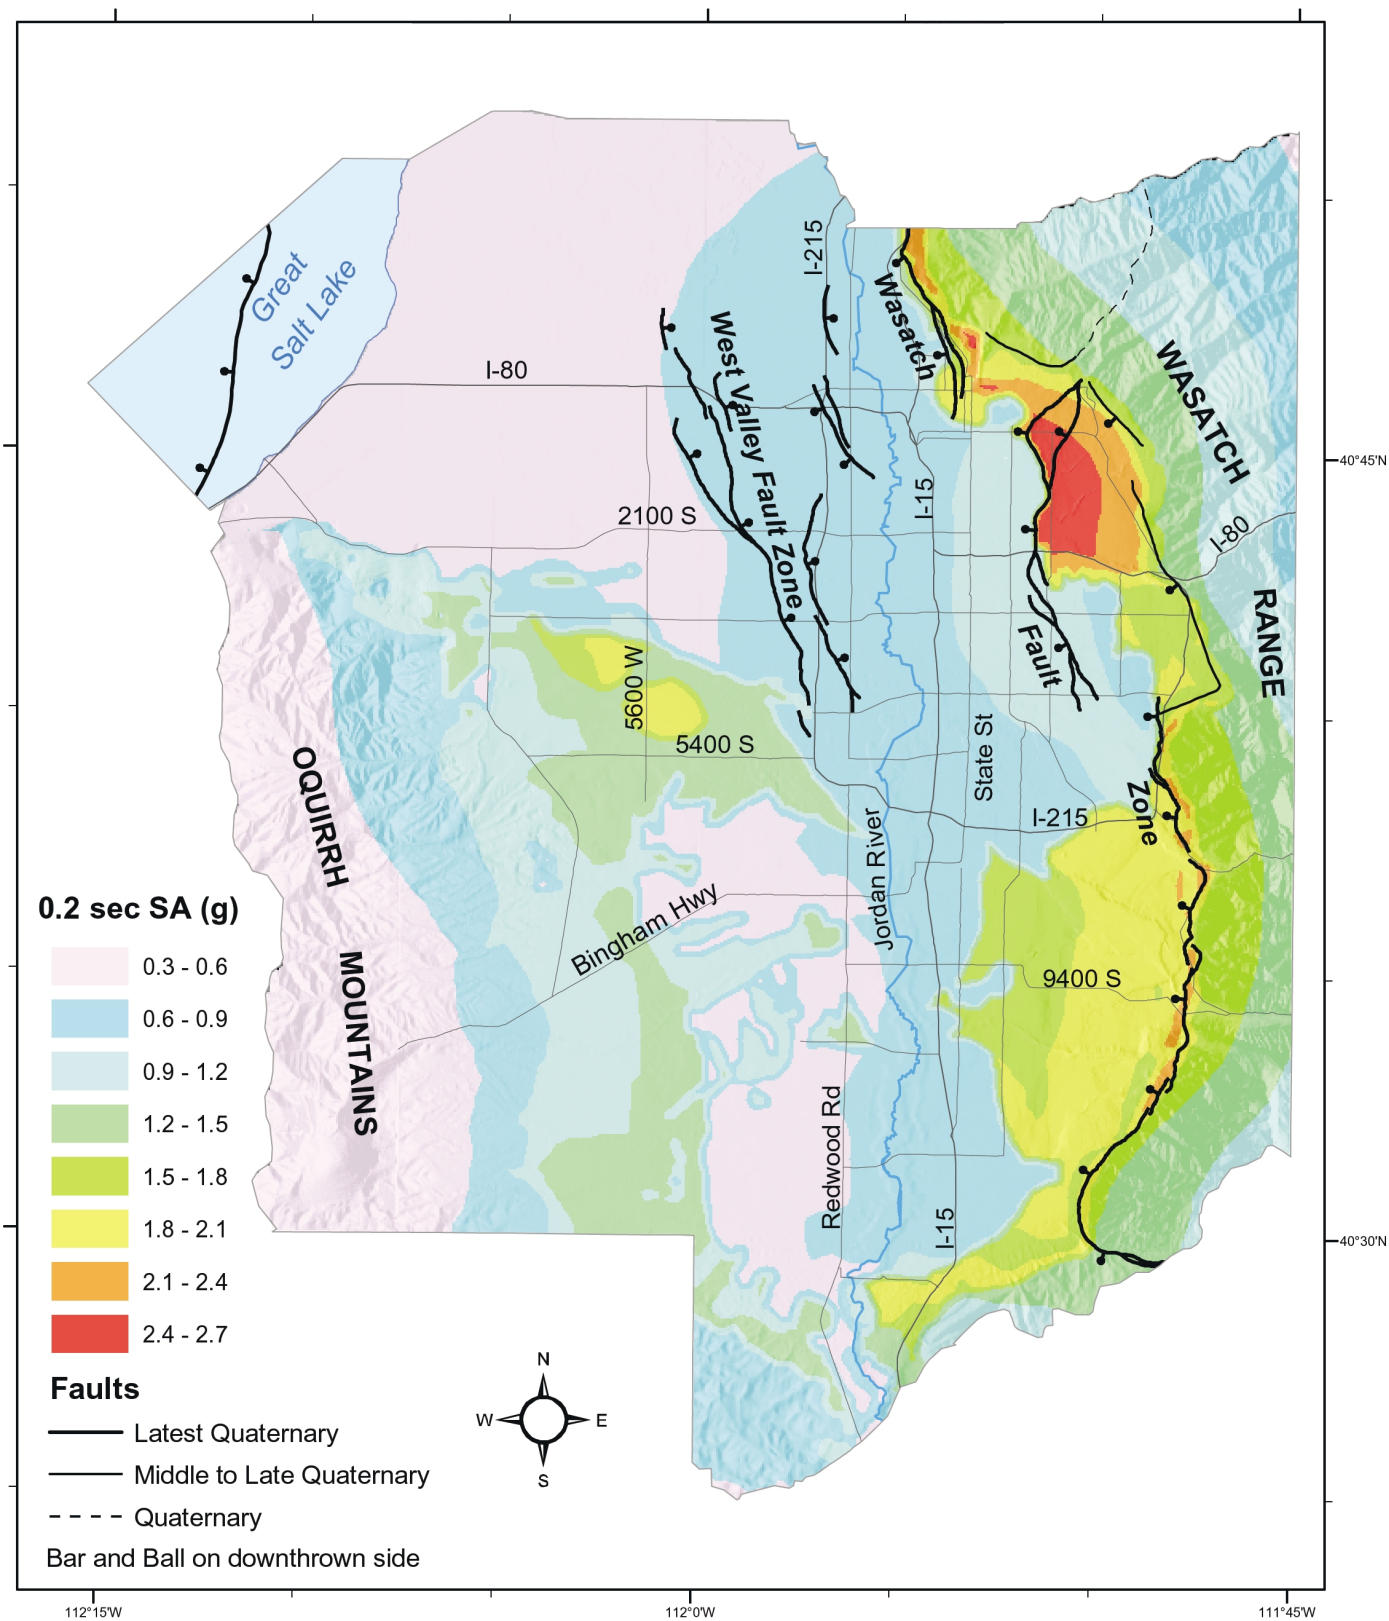 I-215
Great
Salt Lake
Wasatch
West Valley Fault Zone
I-80
WASATCH
40°45'N
I-15
2100 S
I-80
RANGE
Fault
5600 W
5400 S
State St
OQUIRRH
Zone
I-215
Jordan River
Bingham Hwy
0.2 sec SA (g)
0.3 - 0.6
MOUNTAINS
9400 S
0.6 - 0.9
0.9 - 1.2
1.2 - 1.5
Redwood Rd
1.5 - 1.8
I-15
1.8 - 2.1
40°30'N
2.1 - 2.4
2.4 - 2.7
Faults
N
W
E
S
Latest Quaternary
Middle to Late Quaternary
Quaternary
Bar and Ball on downthrown side
112°15'W
112°0'W
111°45'W